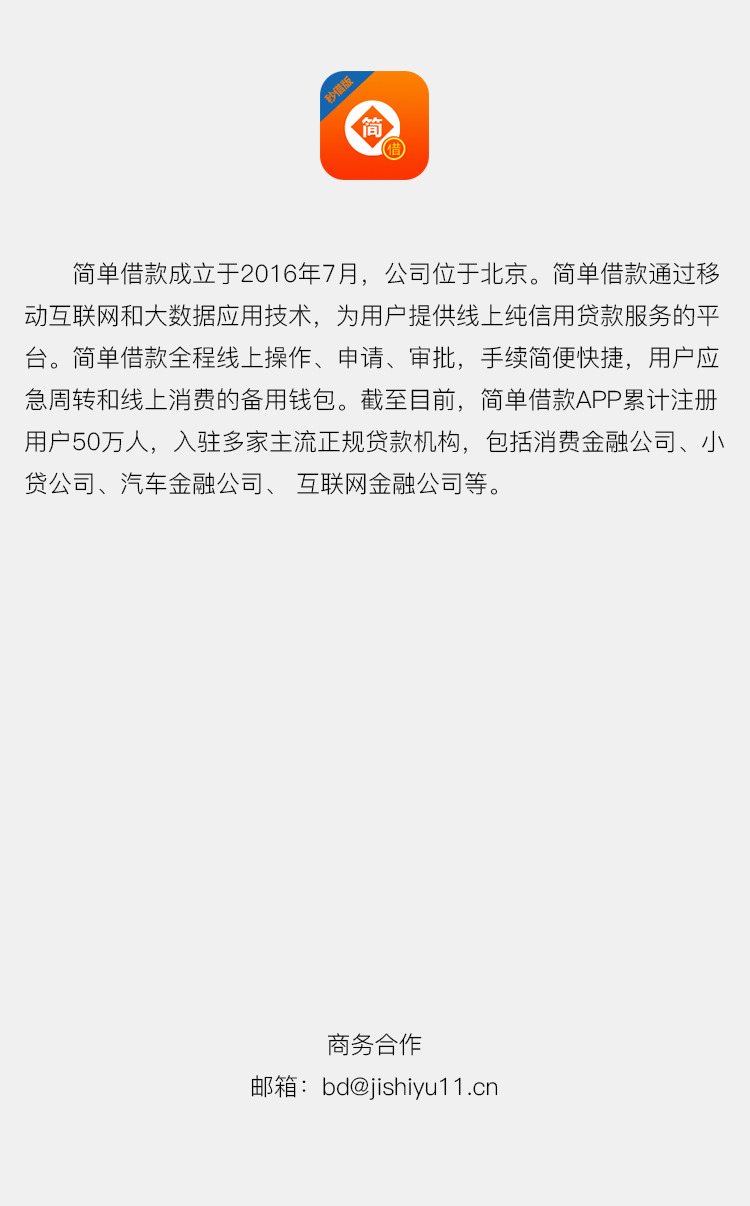 秒借版
简
借
简单借款成立于2016年7月，公司位于北京。简单借款通过移
动互联网和大数据应用技术，为用户提供线上纯信用贷款服务的平
台。简单借款全程线上操作、申请、审批，手续简便快捷，用户应
急周转和线上消费的备用钱包。截至目前，简单借款APP累计注册
用户50万人，入驻多家主流正规贷款机构，包括消费金融公司、小
贷公司、汽车金融公司、 互联网金融公司等。
商务合作
邮箱：bd@jishiyu11.cn